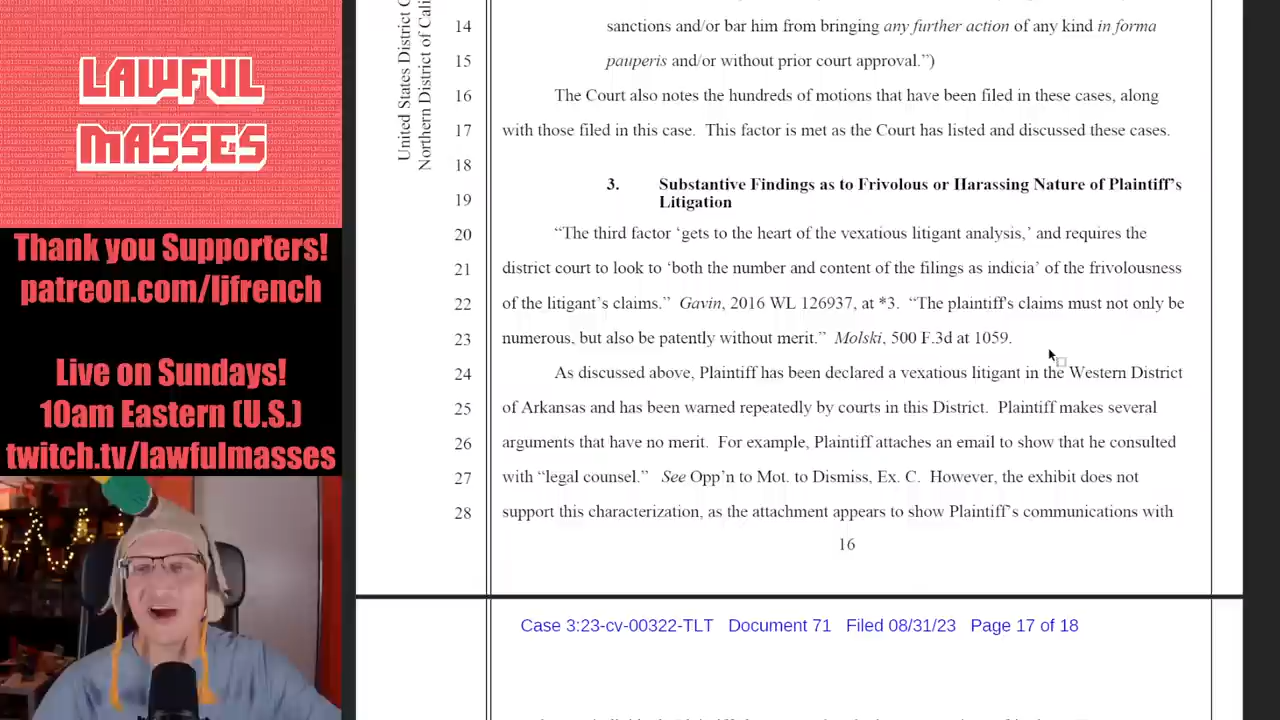 LAWFUL
MASSES
Thank you Supporters!
patreon.com/ljfrench
Live on Sundays!
10am Eastern (U.S.)
twitch.tv/lawfulmasses
United States District
Northern District of Cali
14 sanctions and/or bar him from bringing any further action of any kind in forma
15 pauperis and/or without prior court approval.”)
16 The Court also notes the hundreds of motions that have been filed in these cases, along
17 with those filed in this case. This factor is met as the Court has listed and discussed these cases.
18
3. Substantive Findings as to Frivolous or Harassing Nature of Plaintiff’s
19 Litigation
20 “The third factor ‘gets to the heart of the vexatious litigant analysis,’ and requires the
21 district court to look to ‘both the number and content of the filings as indicia’ of the frivolousness
22 of the litigant’s claims.” Gavin, 2016 WL 126937, at *3. “The plaintiff’s claims must not only be
23 numerous, but also be patently without merit.” Molski, 500 F.3d at 1059.
24 As discussed above, Plaintiff has been declared a vexatious litigant in the Western District
25 of Arkansas and has been warned repeatedly by courts in this District. Plaintiff makes several
26 arguments that have no merit. For example, Plaintiff attaches an email to show that he consulted
27 with “legal counsel.” See Opp’n to Mot. to Dismiss, Ex. C. However, the exhibit does not
28 support this characterization, as the attachment appears to show Plaintiff’s communications with
16
Case 3:23-cv-00322-TLT Document 71 Filed 08/31/23 Page 17 of 18